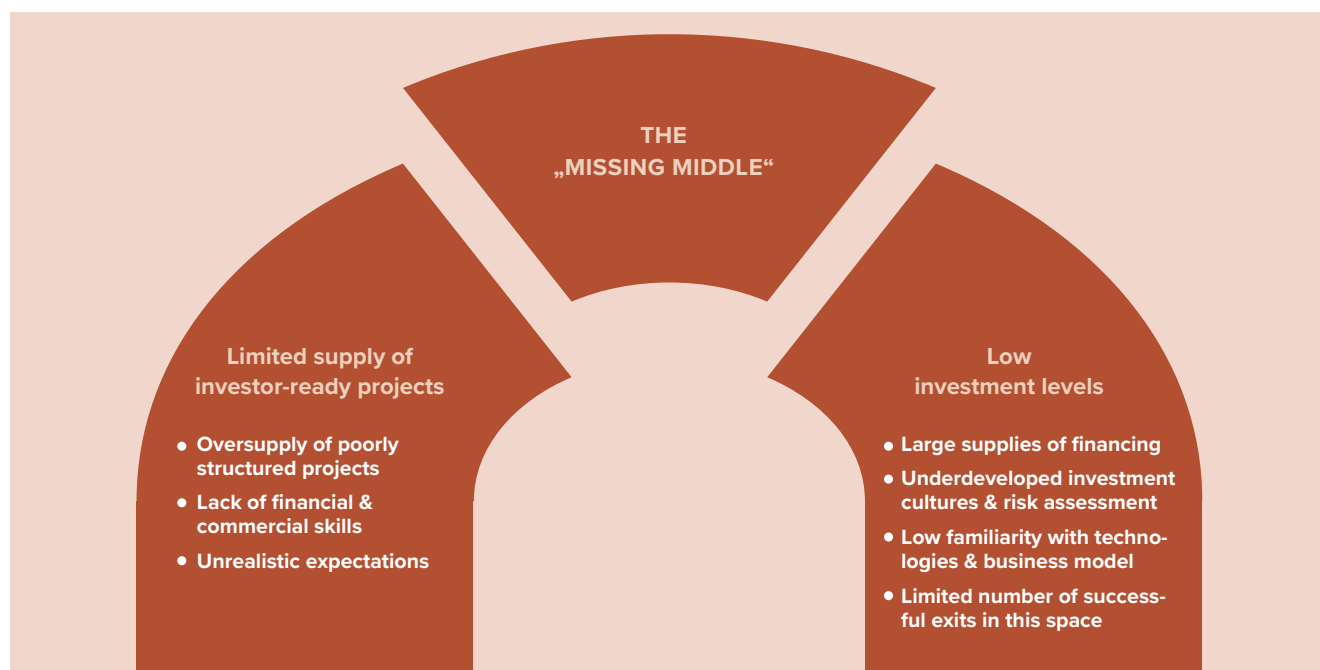 THE
„MISSING MIDDLE“
Limited supply of
investor-ready projects
• Oversupply of poorly
structured projects
• Lack of financial &
commercial skills
• Unrealistic expectations
Low
investment levels
• Large supplies of financing
• Underdeveloped investment
cultures & risk assessment
• Low familiarity with techno-
logies & business model
• Limited number of success-
ful exits in this space